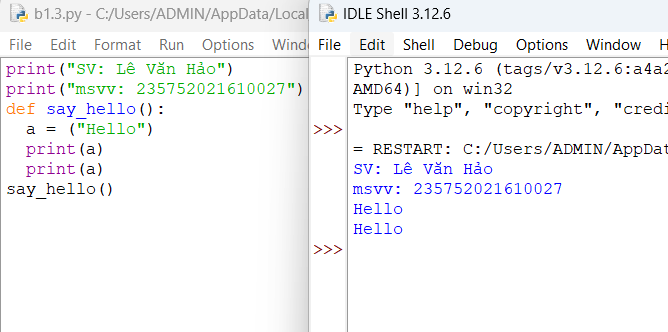 b1.3.py - C:/Users/ADMIN/AppData/Local
File Edit Format Run Options Window
print("SV: Lê Văn Hảo")
print("msvv: 235752021610027")
def say_hello():
a = ("Hello")
print(a)
print(a)
say_hello()
IDLE Shell 3.12.6
File Edit Shell Debug Options Window
Python 3.12.6 (tags/v3.12.6:a4a2
AMD64)] on win32
Type "help", "copyright", "credi
>>>
= RESTART: C:/Users/ADMIN/AppDat
SV: Lê Văn Hảo
msvv: 235752021610027
Hello
Hello
>>>